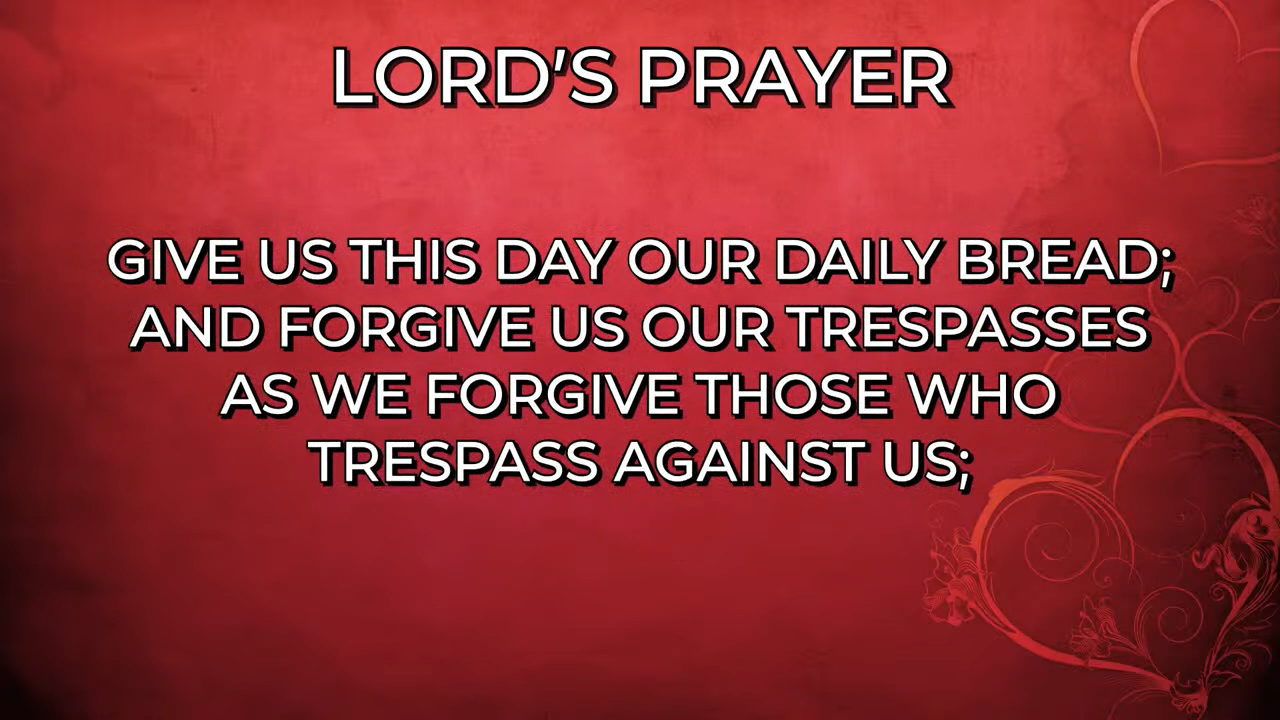 LORD'S PRAYER
GIVE US THIS DAY OUR DAILY BREAD;
AND FORGIVE US OUR TRESPASSES
AS WE FORGIVE THOSE WHO
TRESPASS AGAINST US;